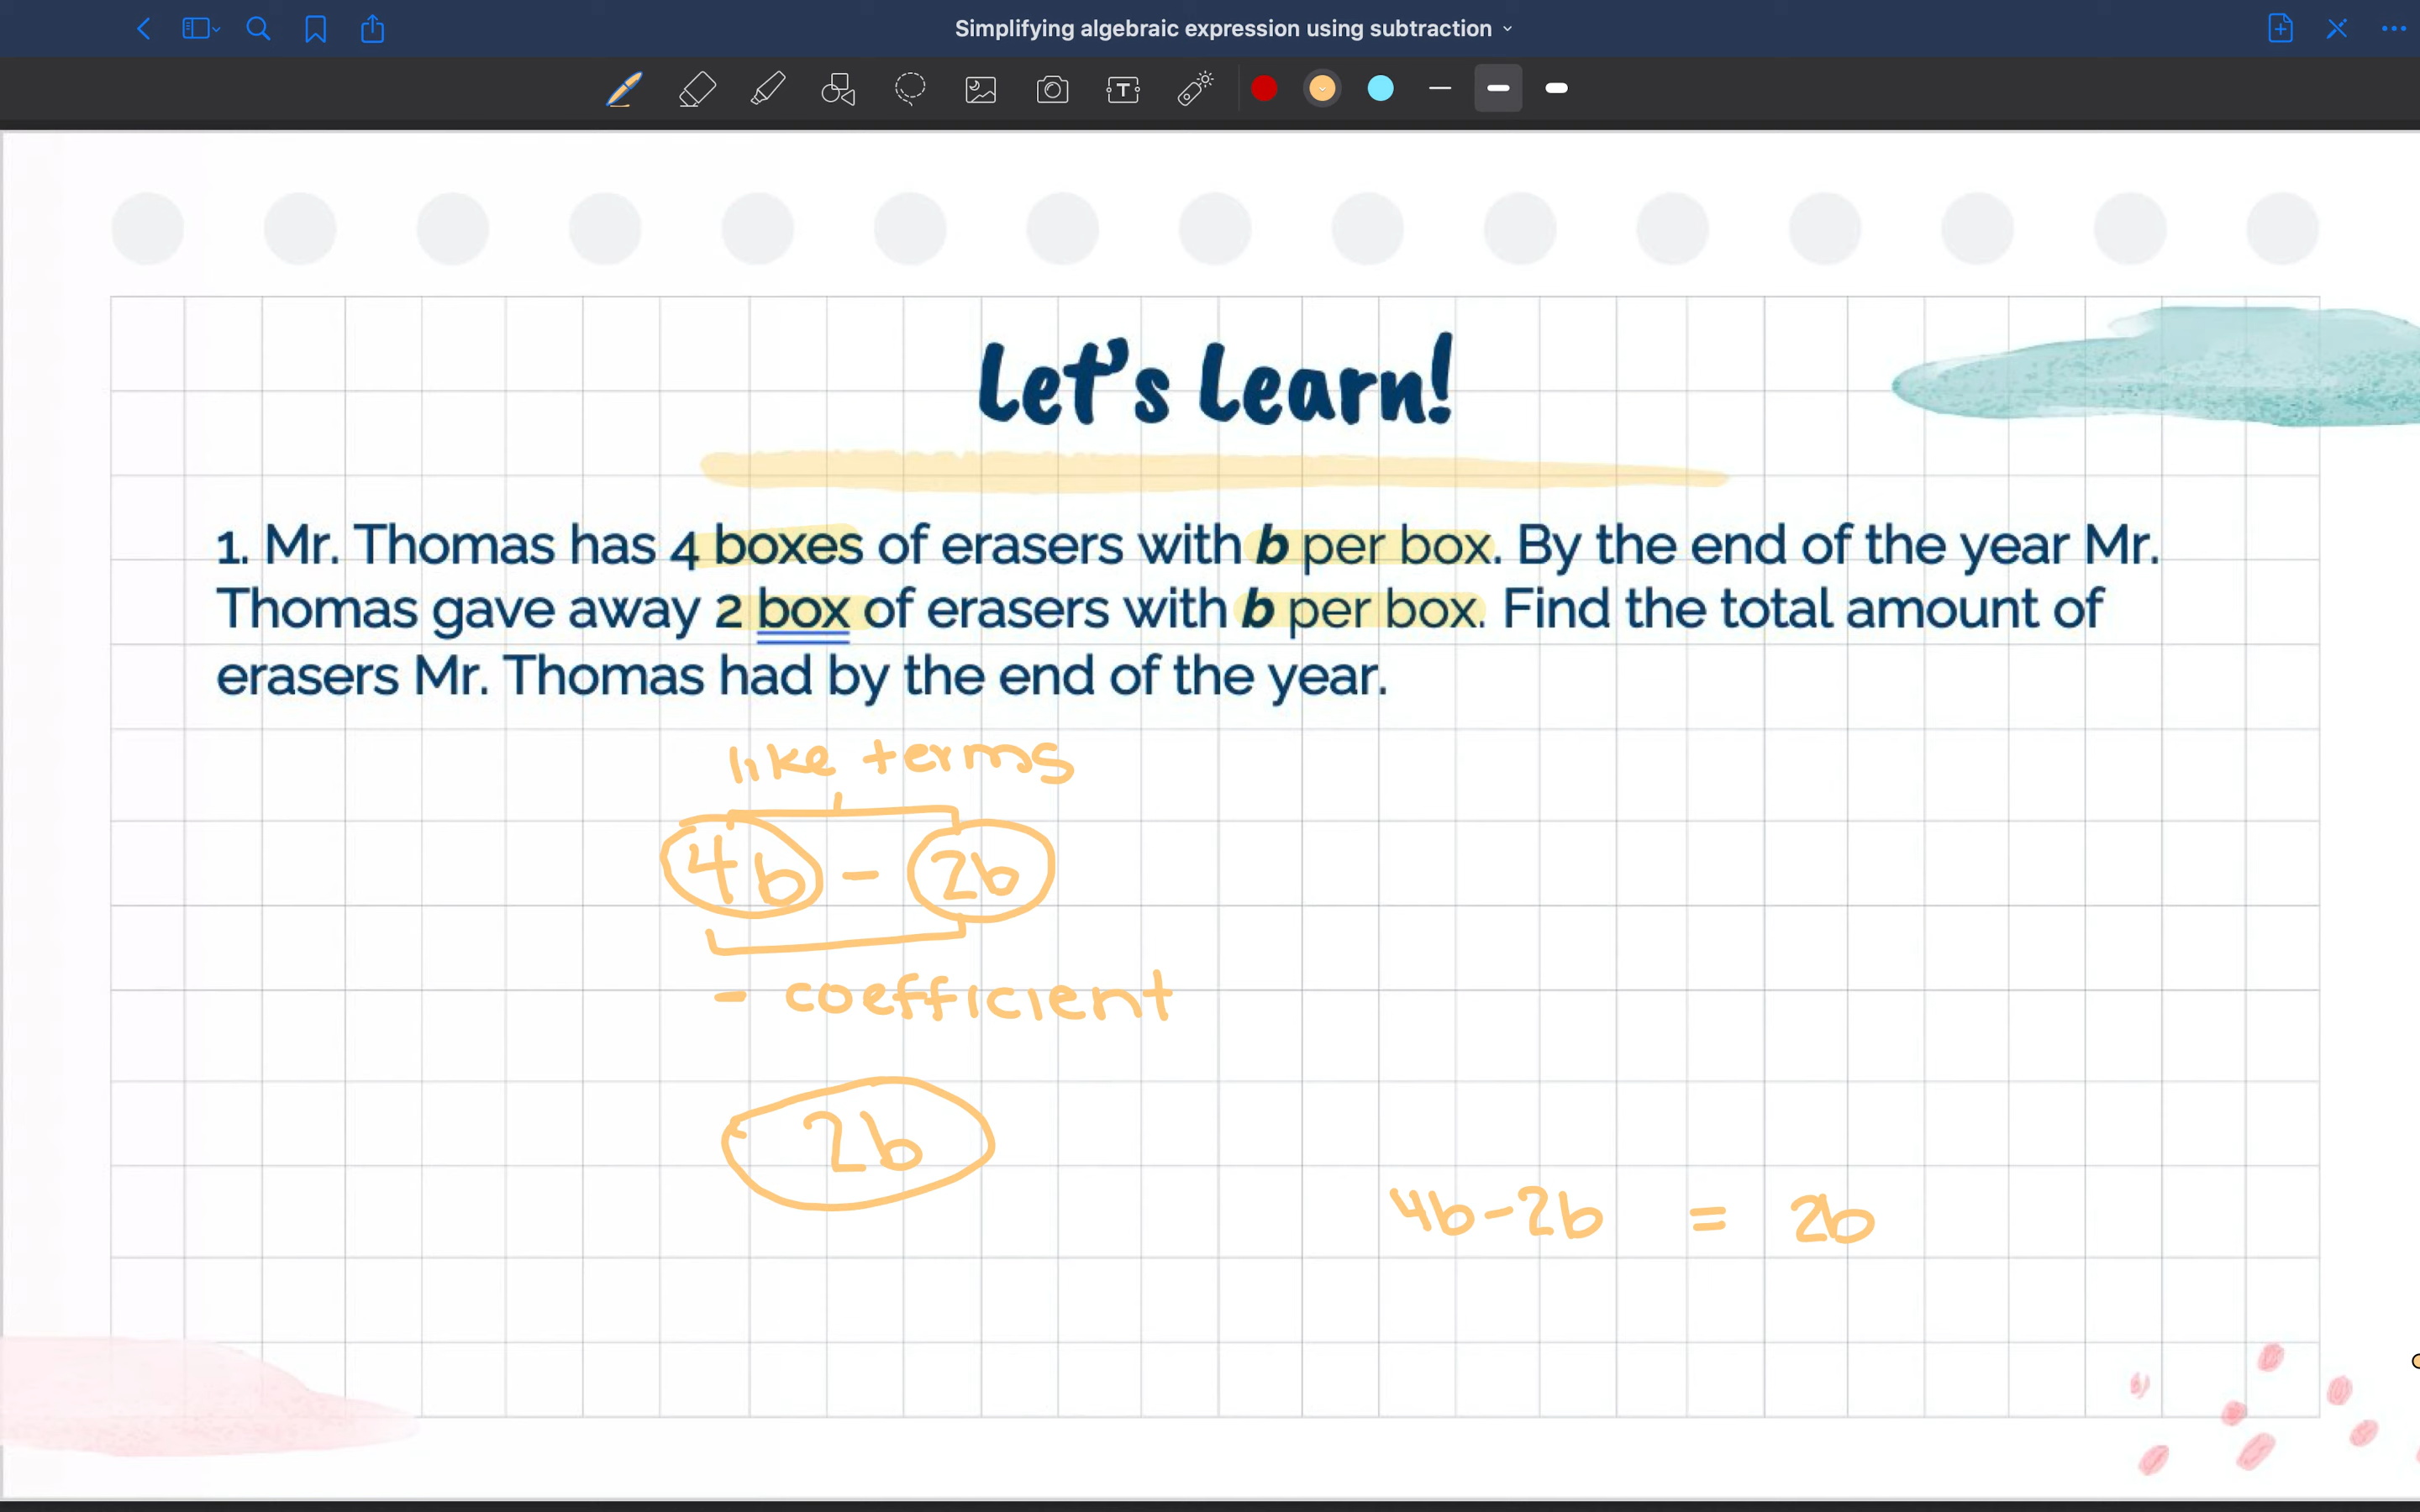 Simplifying algebraic expression using subtraction
T
Let's Learn!
1. Mr. Thomas has 4 boxes of erasers with b per box. By the end of the year Mr.
Thomas gave away 2 box of erasers with b per box. Find the total amount of
erasers Mr. Thomas had by the end of the year.
like terms
4b - 2b
- coefficient
2b
4b-2b = 2b